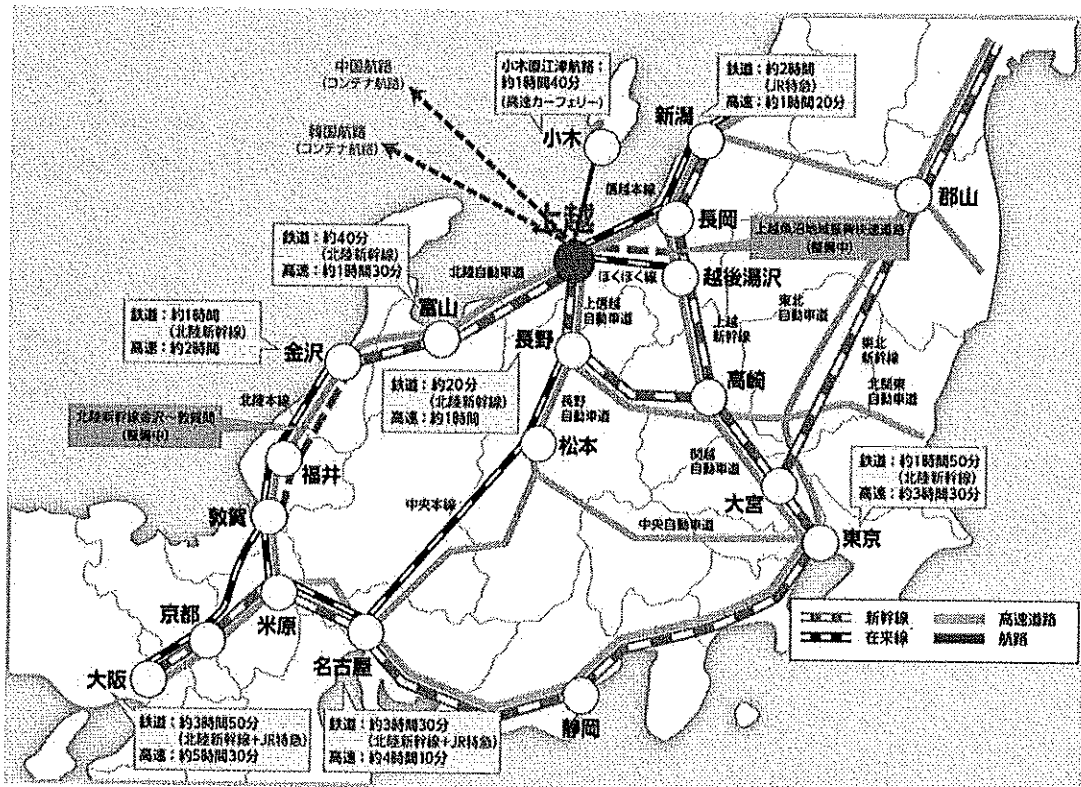 中国航路
(コンテナ航路)
韓国航路
(コンテナ航路)
小木直江津航路：
約1時間40分
(高速カーフェリー)
小木
鉄道：約2時間
(JR特急)
高速：約1時間20分
新潟
信越本線
上越
長岡
郡山
上越魚沼地域振興快速道路
(整備中)
鉄道：約40分
(北陸新幹線)
高速：約1時間30分
北陸自動車道
ほくほく線
越後湯沢
富山
上信越
自動車道
上越
新幹線
東北
自動車道
東北
新幹線
鉄道：約1時間
(北陸新幹線)
高速：約2時間
金沢
長野
鉄道：約20分
(北陸新幹線)
高速：約1時間
高崎
北関東
自動車道
北陸本線
北陸新幹線金沢～敦賀間
(整備中)
長野
自動車道
松本
関越
自動車道
福井
鉄道：約1時間50分
(北陸新幹線)
高速：約3時間30分
大宮
敦賀
中央本線
中央自動車道
東京
京都
米原
名古屋
大阪
静岡
新幹線
高速道路
在来線
航路
鉄道：約3時間50分
(北陸新幹線+JR特急)
高速：約5時間30分
鉄道：約3時間30分
(北陸新幹線+JR特急)
高速：約4時間10分